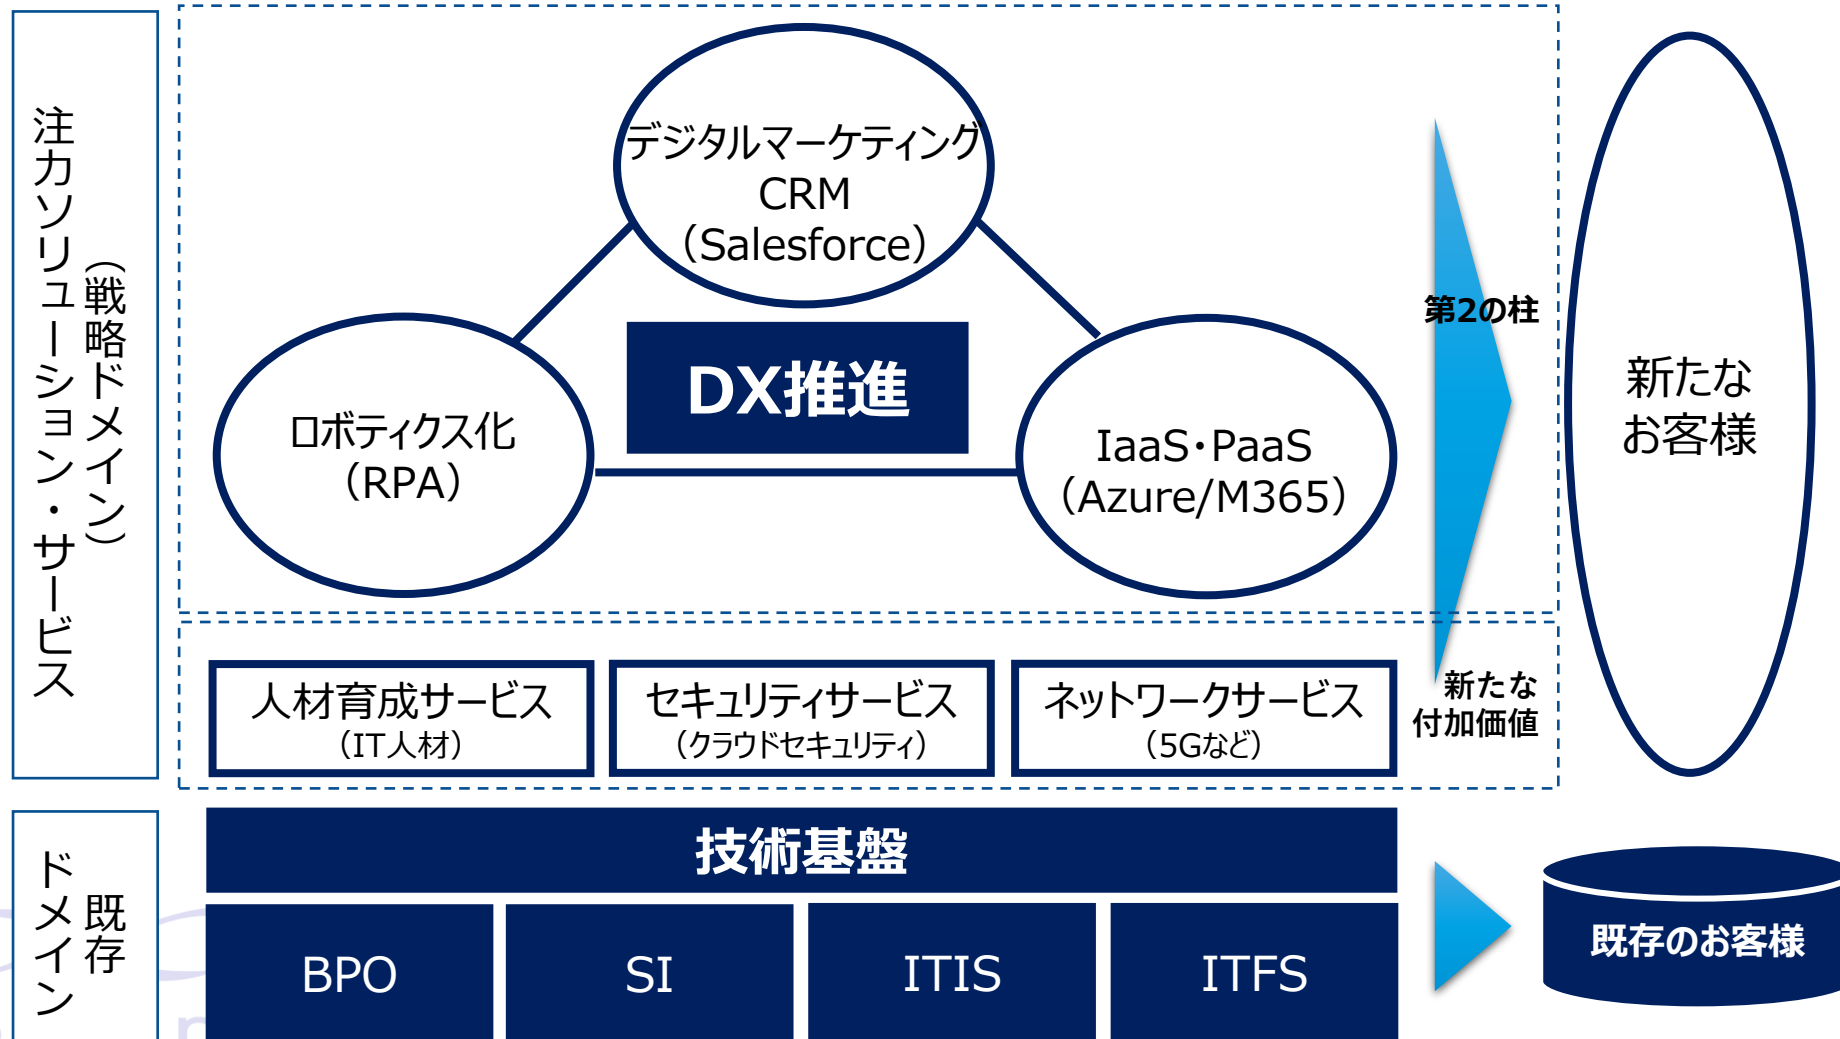 注力ソリューション・サービス
（戦略ドメイン）
デジタルマーケティング
CRM
（Salesforce）
DX推進
ロボティクス化
（RPA）
IaaS・PaaS
（Azure/M365）
第2の柱
新たな
お客様
人材育成サービス
（IT人材）
セキュリティサービス
（クラウドセキュリティ）
ネットワークサービス
（5Gなど）
新たな
付加価値
既存
ドメイン
技術基盤
BPO
SI
ITIS
ITFS
既存のお客様